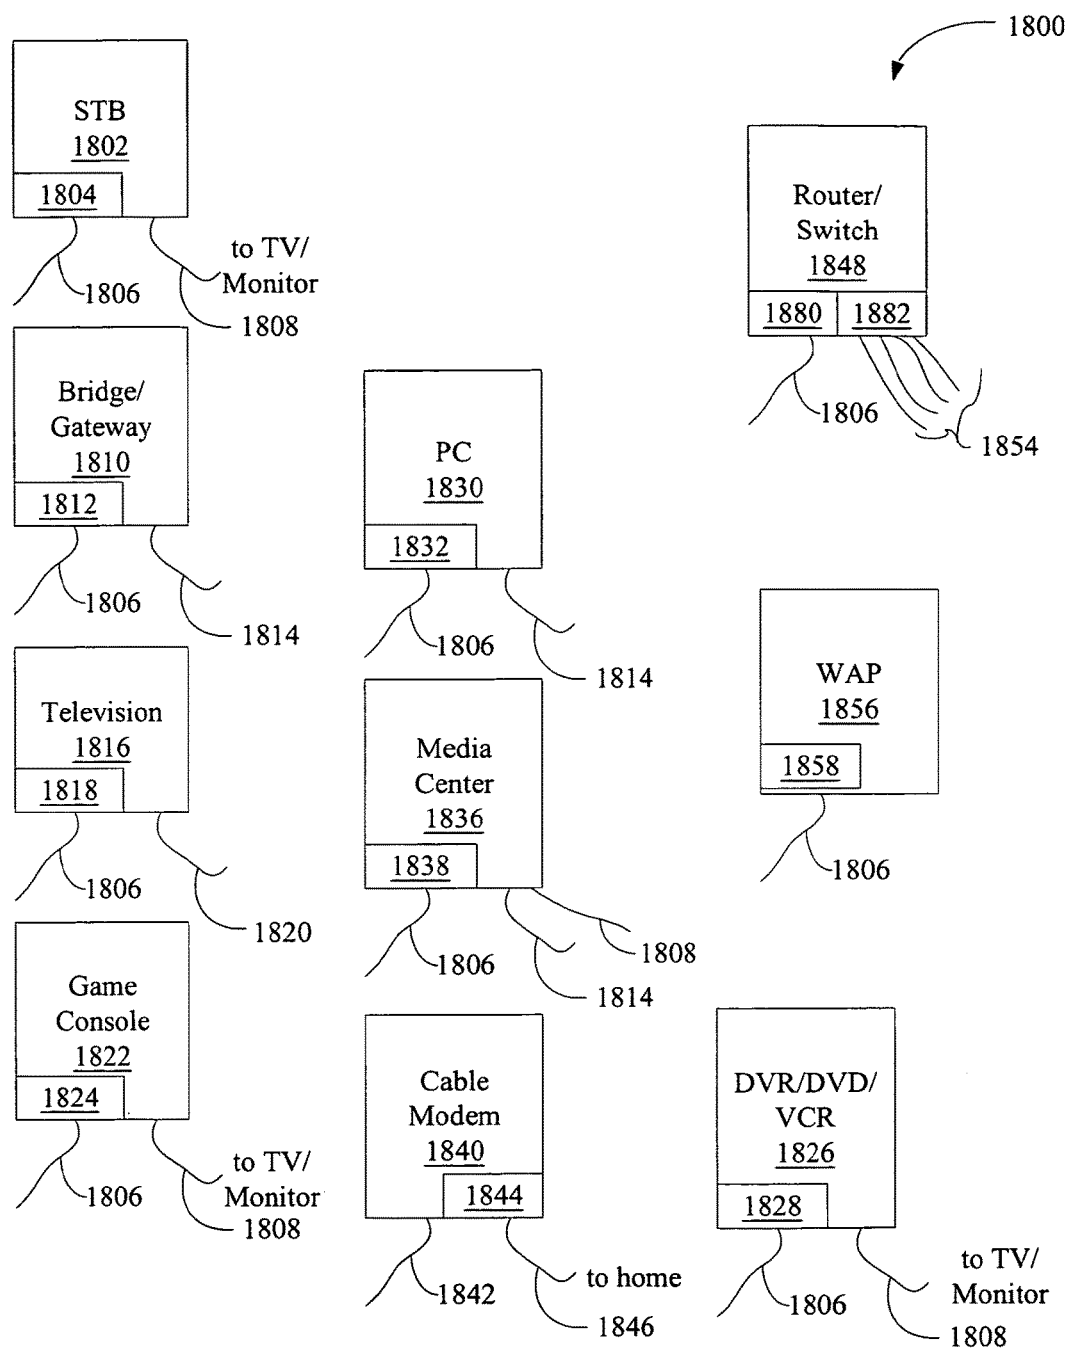 1800
STB
1802
1804
1806
to TV/
Monitor
1808
Bridge/
Gateway
1810
1812
1806
1814
Television
1816
1818
1806
1820
Game
Console
1822
1824
1806
to TV/
Monitor
1808
PC
1830
1832
1806
1814
Media
Center
1836
1838
1806
1808
1814
Cable
Modem
1840
1844
1842
to home
1846
Router/
Switch
1848
1880
1882
1806
1854
WAP
1856
1858
1806
DVR/DVD/
VCR
1826
1828
1806
to TV/
Monitor
1808